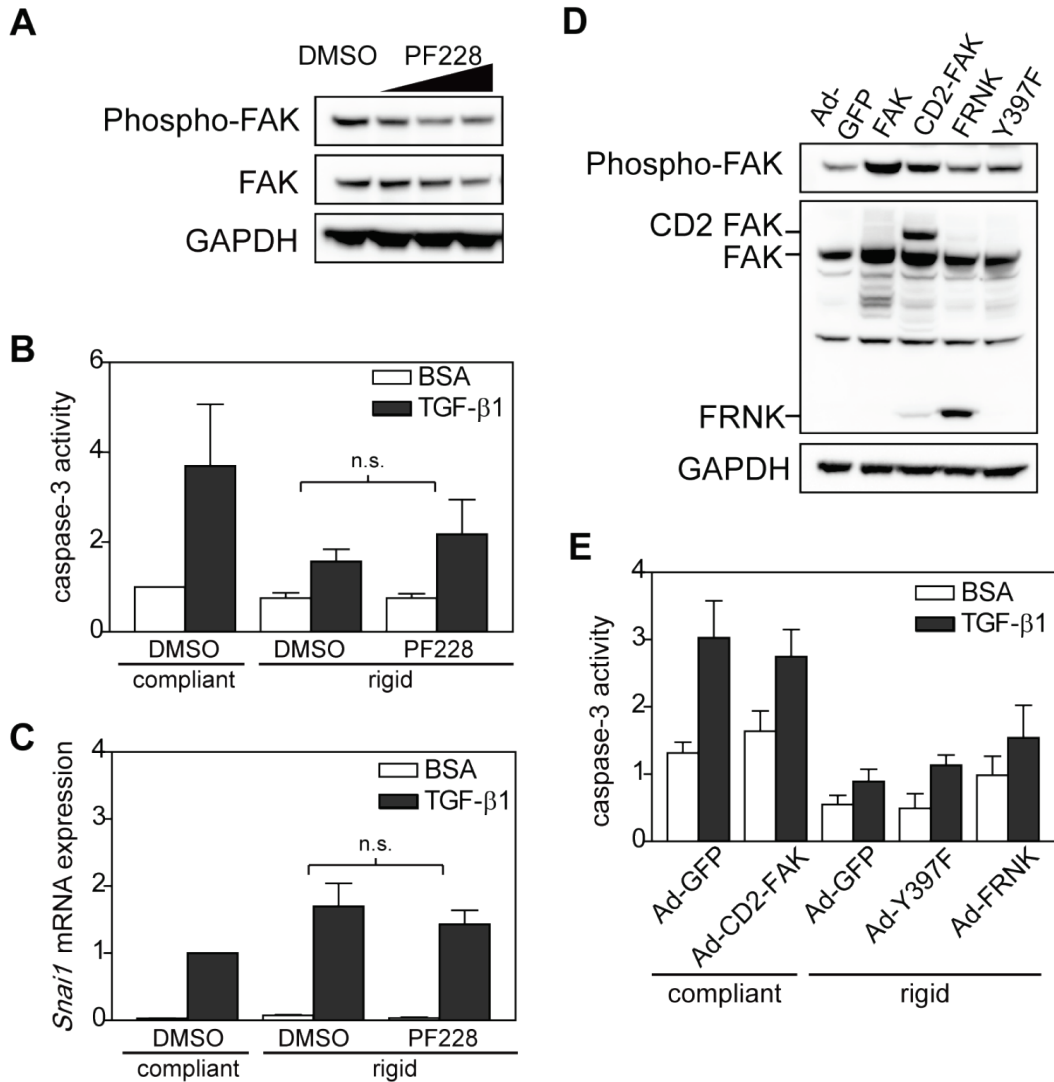 A
DMSO PF228
Phospho-FAK
FAK
GAPDH
B
caspase-3 activity
6
4
2
0
BSA
TGF-β1
n.s.
DMSO DMSO PF228
compliant rigid
C
Snai1 mRNA expression
4
3
2
1
0
BSA
TGF-β1
n.s.
DMSO DMSO PF228
compliant rigid
D
Ad-
GFP FAK CD2-FAK FRNK Y397F
Phospho-FAK
CD2 FAK
FAK
FRNK
GAPDH
E
caspase-3 activity
4
3
2
1
0
BSA
TGF-β1
Ad-GFP Ad-CD2-FAK Ad-GFP Ad-Y397F Ad-FRNK
compliant rigid